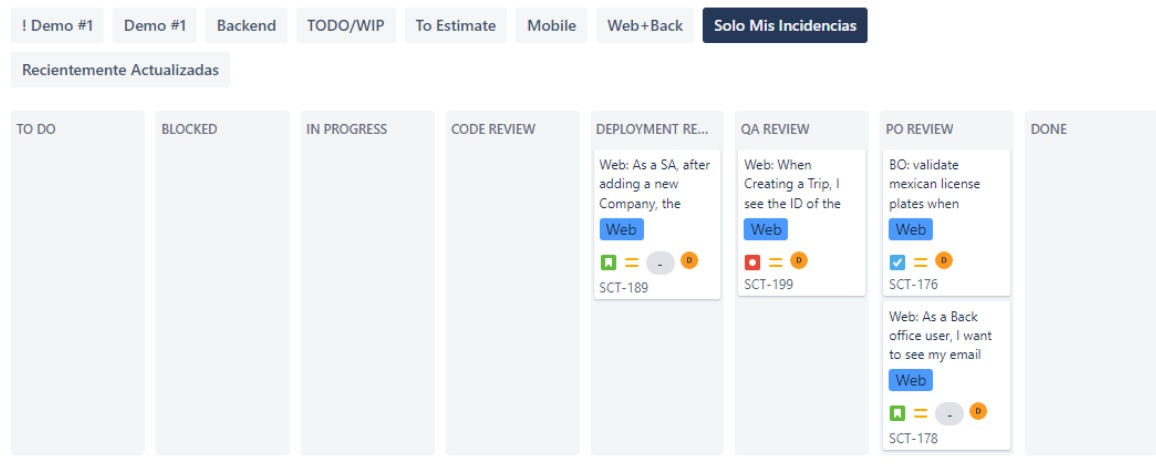 ! Demo #1 Demo #1 Backend TODO/WIP To Estimate Mobile Web+Back Solo Mis Incidencias
Recientemente Actualizadas
TO DO BLOCKED IN PROGRESS CODE REVIEW DEPLOYMENT RE... QA REVIEW PO REVIEW DONE
Web: As a SA, after
adding a new
Company, the
Web
-
D
SCT-189
Web: When
Creating a Trip, I
see the ID of the
Web
D
SCT-199
BO: validate
mexican license
plates when
Web
D
SCT-176
Web: As a Back
office user, I want
to see my email
Web
-
D
SCT-178